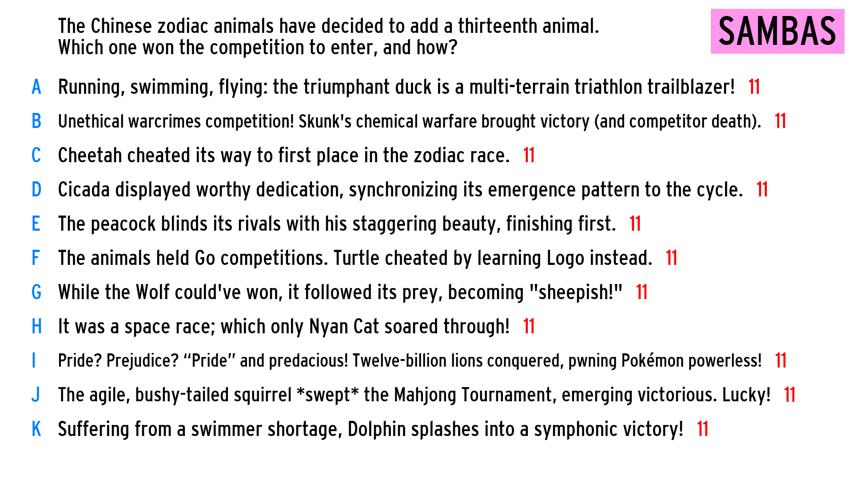 The Chinese zodiac animals have decided to add a thirteenth animal.
Which one won the competition to enter, and how?
SAMBAS
A Running, swimming, flying: the triumphant duck is a multi-terrain triathlon trailblazer! 11
B Unethical warcrimes competition! Skunk's chemical warfare brought victory (and competitor death). 11
C Cheetah cheated its way to first place in the zodiac race. 11
D Cicada displayed worthy dedication, synchronizing its emergence pattern to the cycle. 11
E The peacock blinds its rivals with his staggering beauty, finishing first. 11
F The animals held Go competitions. Turtle cheated by learning Logo instead. 11
G While the Wolf could've won, it followed its prey, becoming "sheepish!" 11
H It was a space race; which only Nyan Cat soared through! 11
I Pride? Prejudice? “Pride” and predacious! Twelve-billion lions conquered, pwning Pokémon powerless! 11
J The agile, bushy-tailed squirrel *swept* the Mahjong Tournament, emerging victorious. Lucky! 11
K Suffering from a swimmer shortage, Dolphin splashes into a symphonic victory! 11